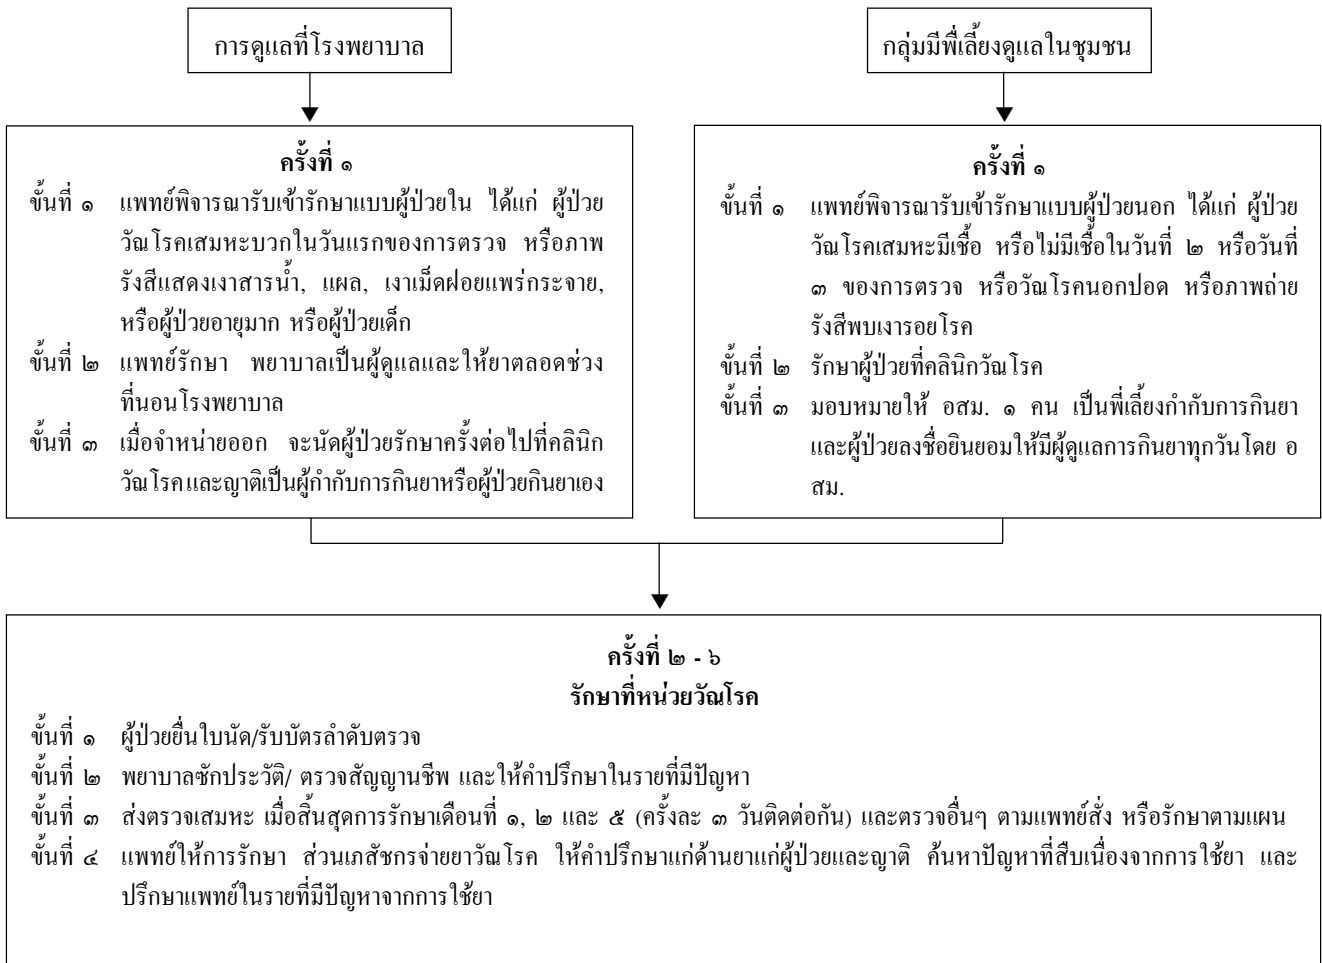 การดูแลที่โรงพยาบาล
กลุ่มมีพี่เลี้ยงดูแลในชุมชน
ครั้งที่ ๑
ขั้นที่ ๑ แพทย์พิจารณารับเข้ารักษาแบบผู้ป่วยใน ได้แก่ ผู้ป่วย
วัณโรคเสมหะบวกในวันแรกของการตรวจ หรือภาพ
รังสีแสดงเงาสารน้ำ, แผล, เงาเม็ดฝอยแพร่กระจาย,
หรือผู้ป่วยอายุมาก หรือผู้ป่วยเด็ก
ขั้นที่ ๒ แพทย์รักษา พยาบาลเป็นผู้ดูแลและให้ยาตลอดช่วง
ที่นอนโรงพยาบาล
ขั้นที่ ๓ เมื่อจำหน่ายออก จะนัดผู้ป่วยรักษาครั้งต่อไปที่คลินิก
วัณโรคและญาติเป็นผู้กำกับการกินยาหรือผู้ป่วยกินยาเอง
ครั้งที่ ๑
ขั้นที่ ๑ แพทย์พิจารณารับเข้ารักษาแบบผู้ป่วยนอก ได้แก่ ผู้ป่วย
วัณโรคเสมหะมีเชื้อ หรือไม่มีเชื้อในวันที่ ๒ หรือวันที่
๓ ของการตรวจ หรือวัณโรคนอกปอด หรือภาพถ่าย
รังสีพบเงารอยโรค
ขั้นที่ ๒ รักษาผู้ป่วยที่คลินิกวัณโรค
ขั้นที่ ๓ มอบหมายให้ อสม. ๑ คน เป็นพี่เลี้ยงกำกับการกินยา
และผู้ป่วยลงชื่อยินยอมให้มีผู้ดูแลการกินยาทุกวันโดย อ
สม.
ครั้งที่ ๒ - ๖
รักษาที่หน่วยวัณโรค
ขั้นที่ ๑ ผู้ป่วยยื่นใบนัด/รับบัตรลำดับตรวจ
ขั้นที่ ๒ พยาบาลซักประวัติ/ ตรวจสัญญานชีพ และให้คำปรึกษาในรายที่มีปัญหา
ขั้นที่ ๓ ส่งตรวจเสมหะ เมื่อสิ้นสุดการรักษาเดือนที่ ๑, ๒ และ ๕ (ครั้งละ ๓ วันติดต่อกัน) และตรวจอื่นๆ ตามแพทย์สั่ง หรือรักษาตามแผน
ขั้นที่ ๔ แพทย์ให้การรักษา ส่วนเภสัชกรจ่ายยาวัณโรค ให้คำปรึกษาแก่ด้านยาแก่ผู้ป่วยและญาติ ค้นหาปัญหาที่สืบเนื่องจากการใช้ยา และ
ปรึกษาแพทย์ในรายที่มีปัญหาจากการใช้ยา